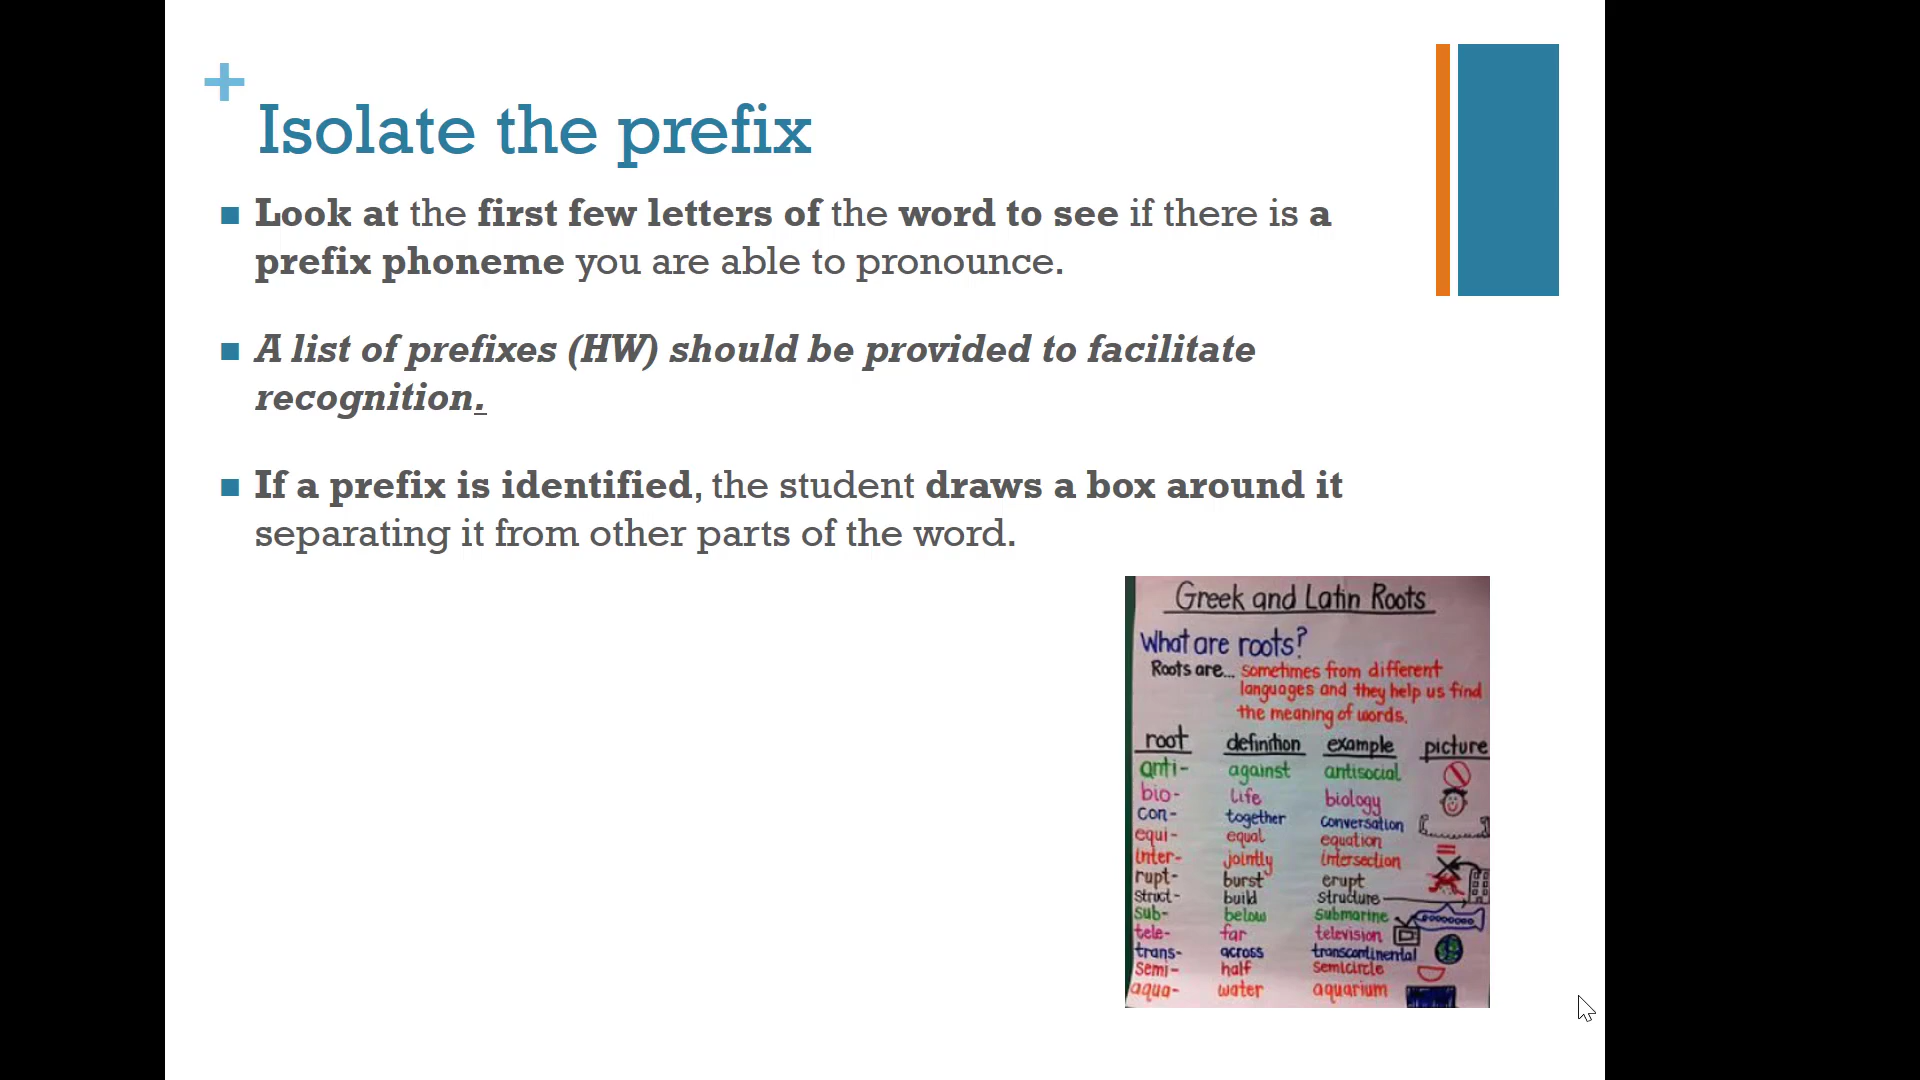 +
Isolate the prefix
Look at the first few letters of the word to see if there is a
prefix phoneme you are able to pronounce.
A list of prefixes (HW) should be provided to facilitate
recognition.
If a prefix is identified, the student draws a box around it
separating it from other parts of the word.
Greek and Latin Roots
What are roots?
Roots are... sometimes from different
languages and they help us find
the meaning of words.
root definition example picture
anti- against antisocial
bio- life biology
con- together conversation
equi- equal equation
inter- jointly intersection
rupt- burst erupt
struct- build structure
sub- below submarine
tele- far television
trans- across transcontinental
semi- half semicircle
aqua- water aquarium